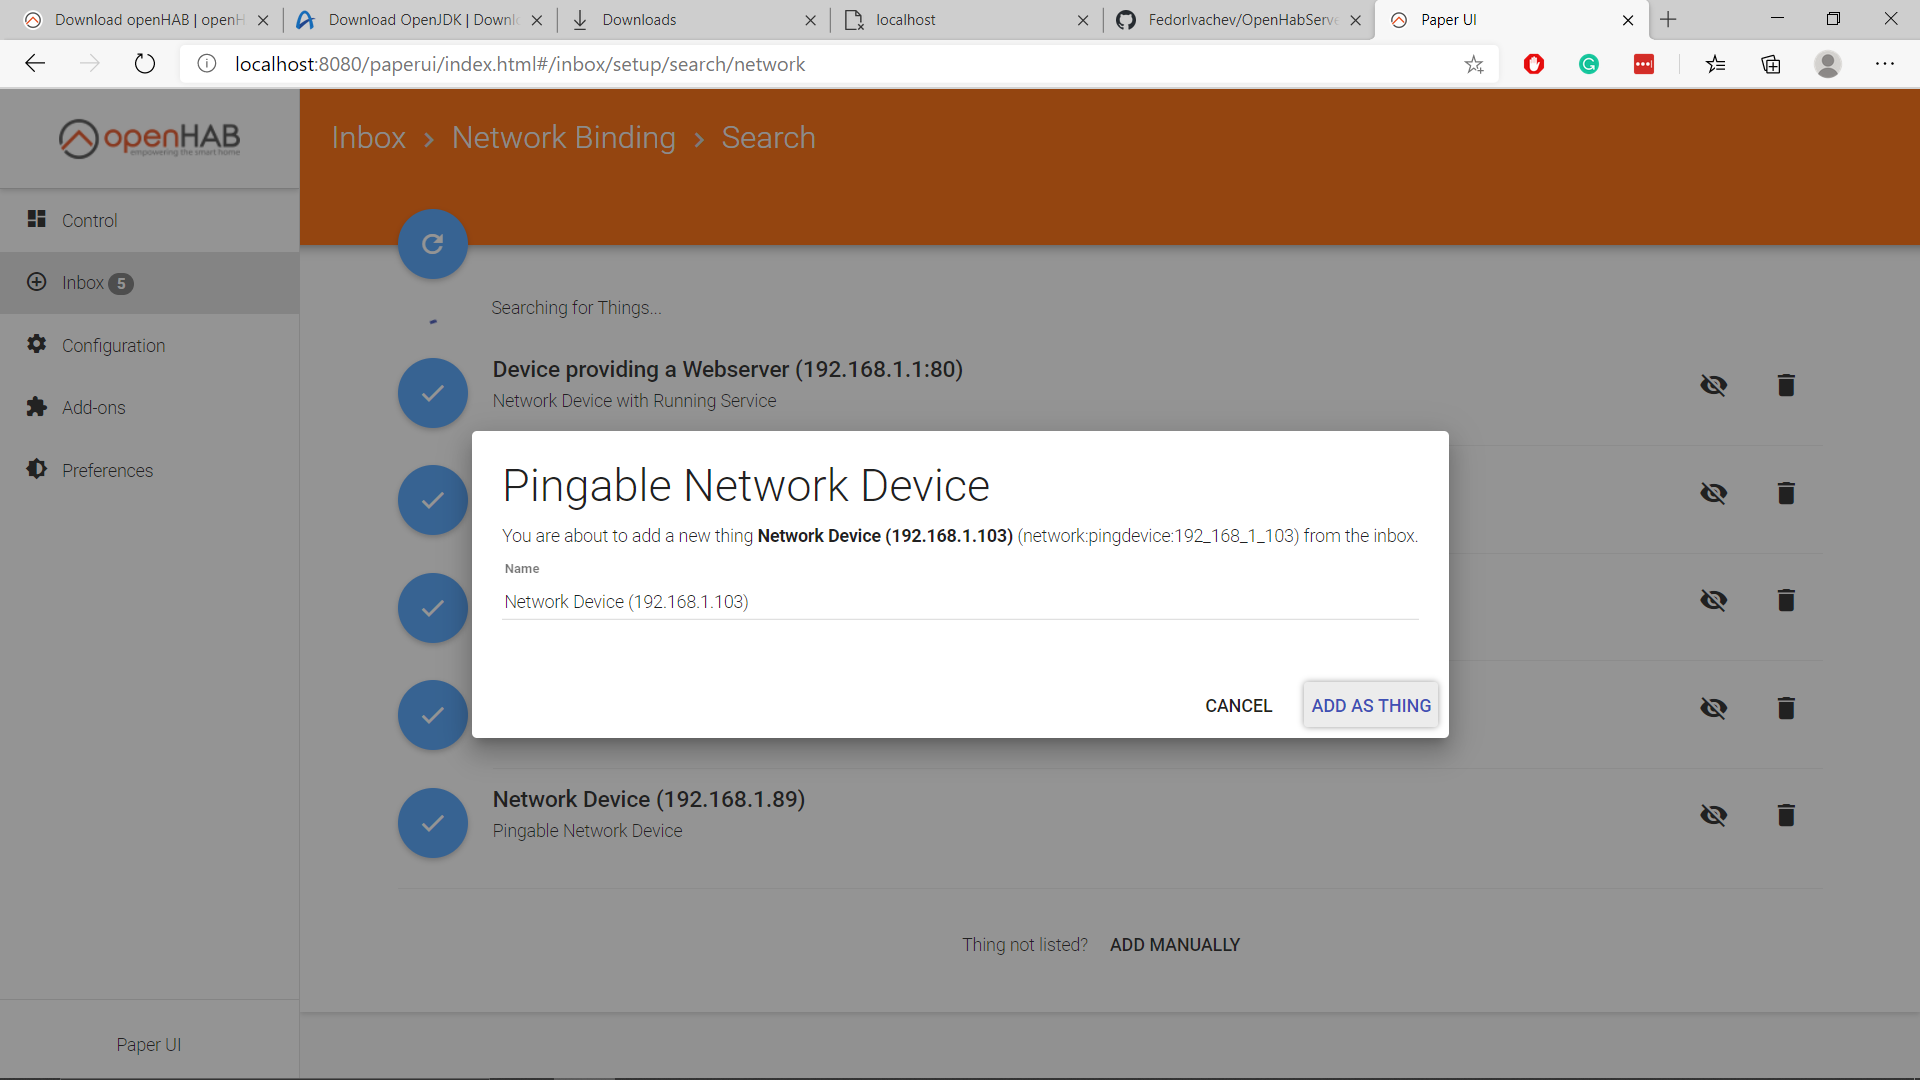 Download openHAB | openH
Download OpenJDK | Downl
Downloads
localhost
FedorIvachev/OpenHabServe
Paper UI
localhost:8080/paperui/index.html#/inbox/setup/search/network
openHAB
empowering the smart home
Inbox > Network Binding > Search
Control
Inbox 5
Configuration
Add-ons
Preferences
Searching for Things...
Device providing a Webserver (192.168.1.1:80)
Network Device with Running Service
Pingable Network Device
You are about to add a new thing Network Device (192.168.1.103) (network:pingdevice:192_168_1_103) from the inbox.
Name
Network Device (192.168.1.103)
CANCEL
ADD AS THING
Network Device (192.168.1.89)
Pingable Network Device
Thing not listed? ADD MANUALLY
Paper UI